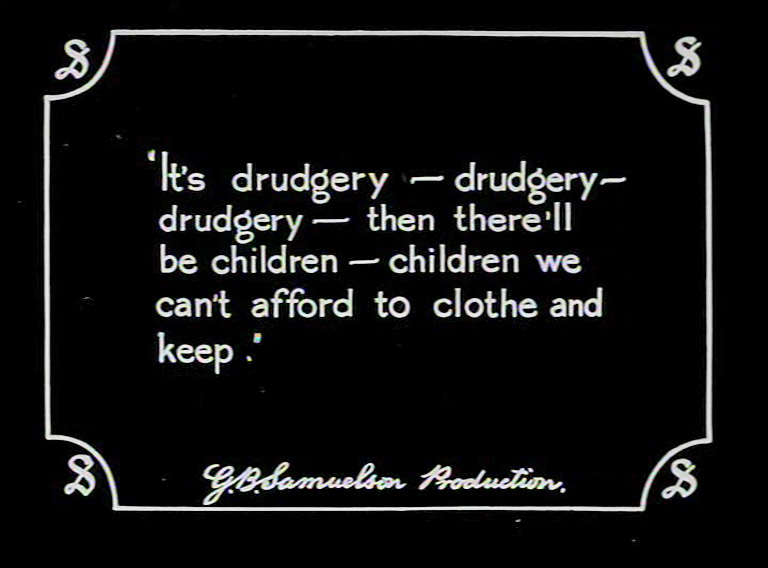 S S
'It's drudgery — drudgery—
drudgery — then there'll
be children — children we
can't afford to clothe and
keep.'
S S
G.B. Samuelson Production.